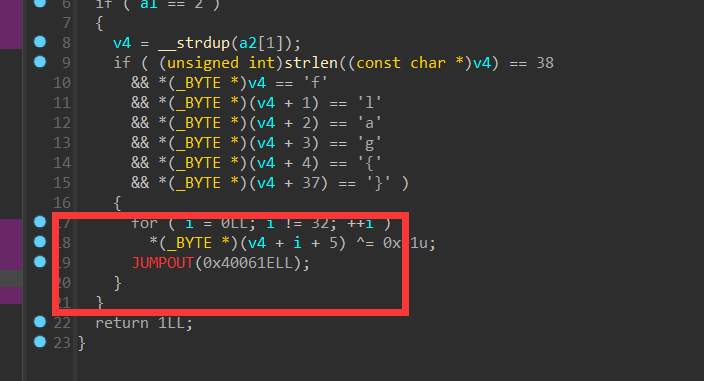 6 if ( a1 == 2 )
7 {
8 v4 = __strdup(a2[1]);
9 if ( (unsigned int)strlen((const char *)v4) == 38
10 && *(_BYTE *)v4 == 'f'
11 && *(_BYTE *)(v4 + 1) == 'l'
12 && *(_BYTE *)(v4 + 2) == 'a'
13 && *(_BYTE *)(v4 + 3) == 'g'
14 && *(_BYTE *)(v4 + 4) == '{'
15 && *(_BYTE *)(v4 + 37) == '}' )
16 {
17 for ( i = 0LL; i != 32; ++i )
18 *(_BYTE *)(v4 + i + 5) ^= 1u;
19 JUMPOUT(0x40061ELL);
20 }
21 }
22 return 1LL;
23 }